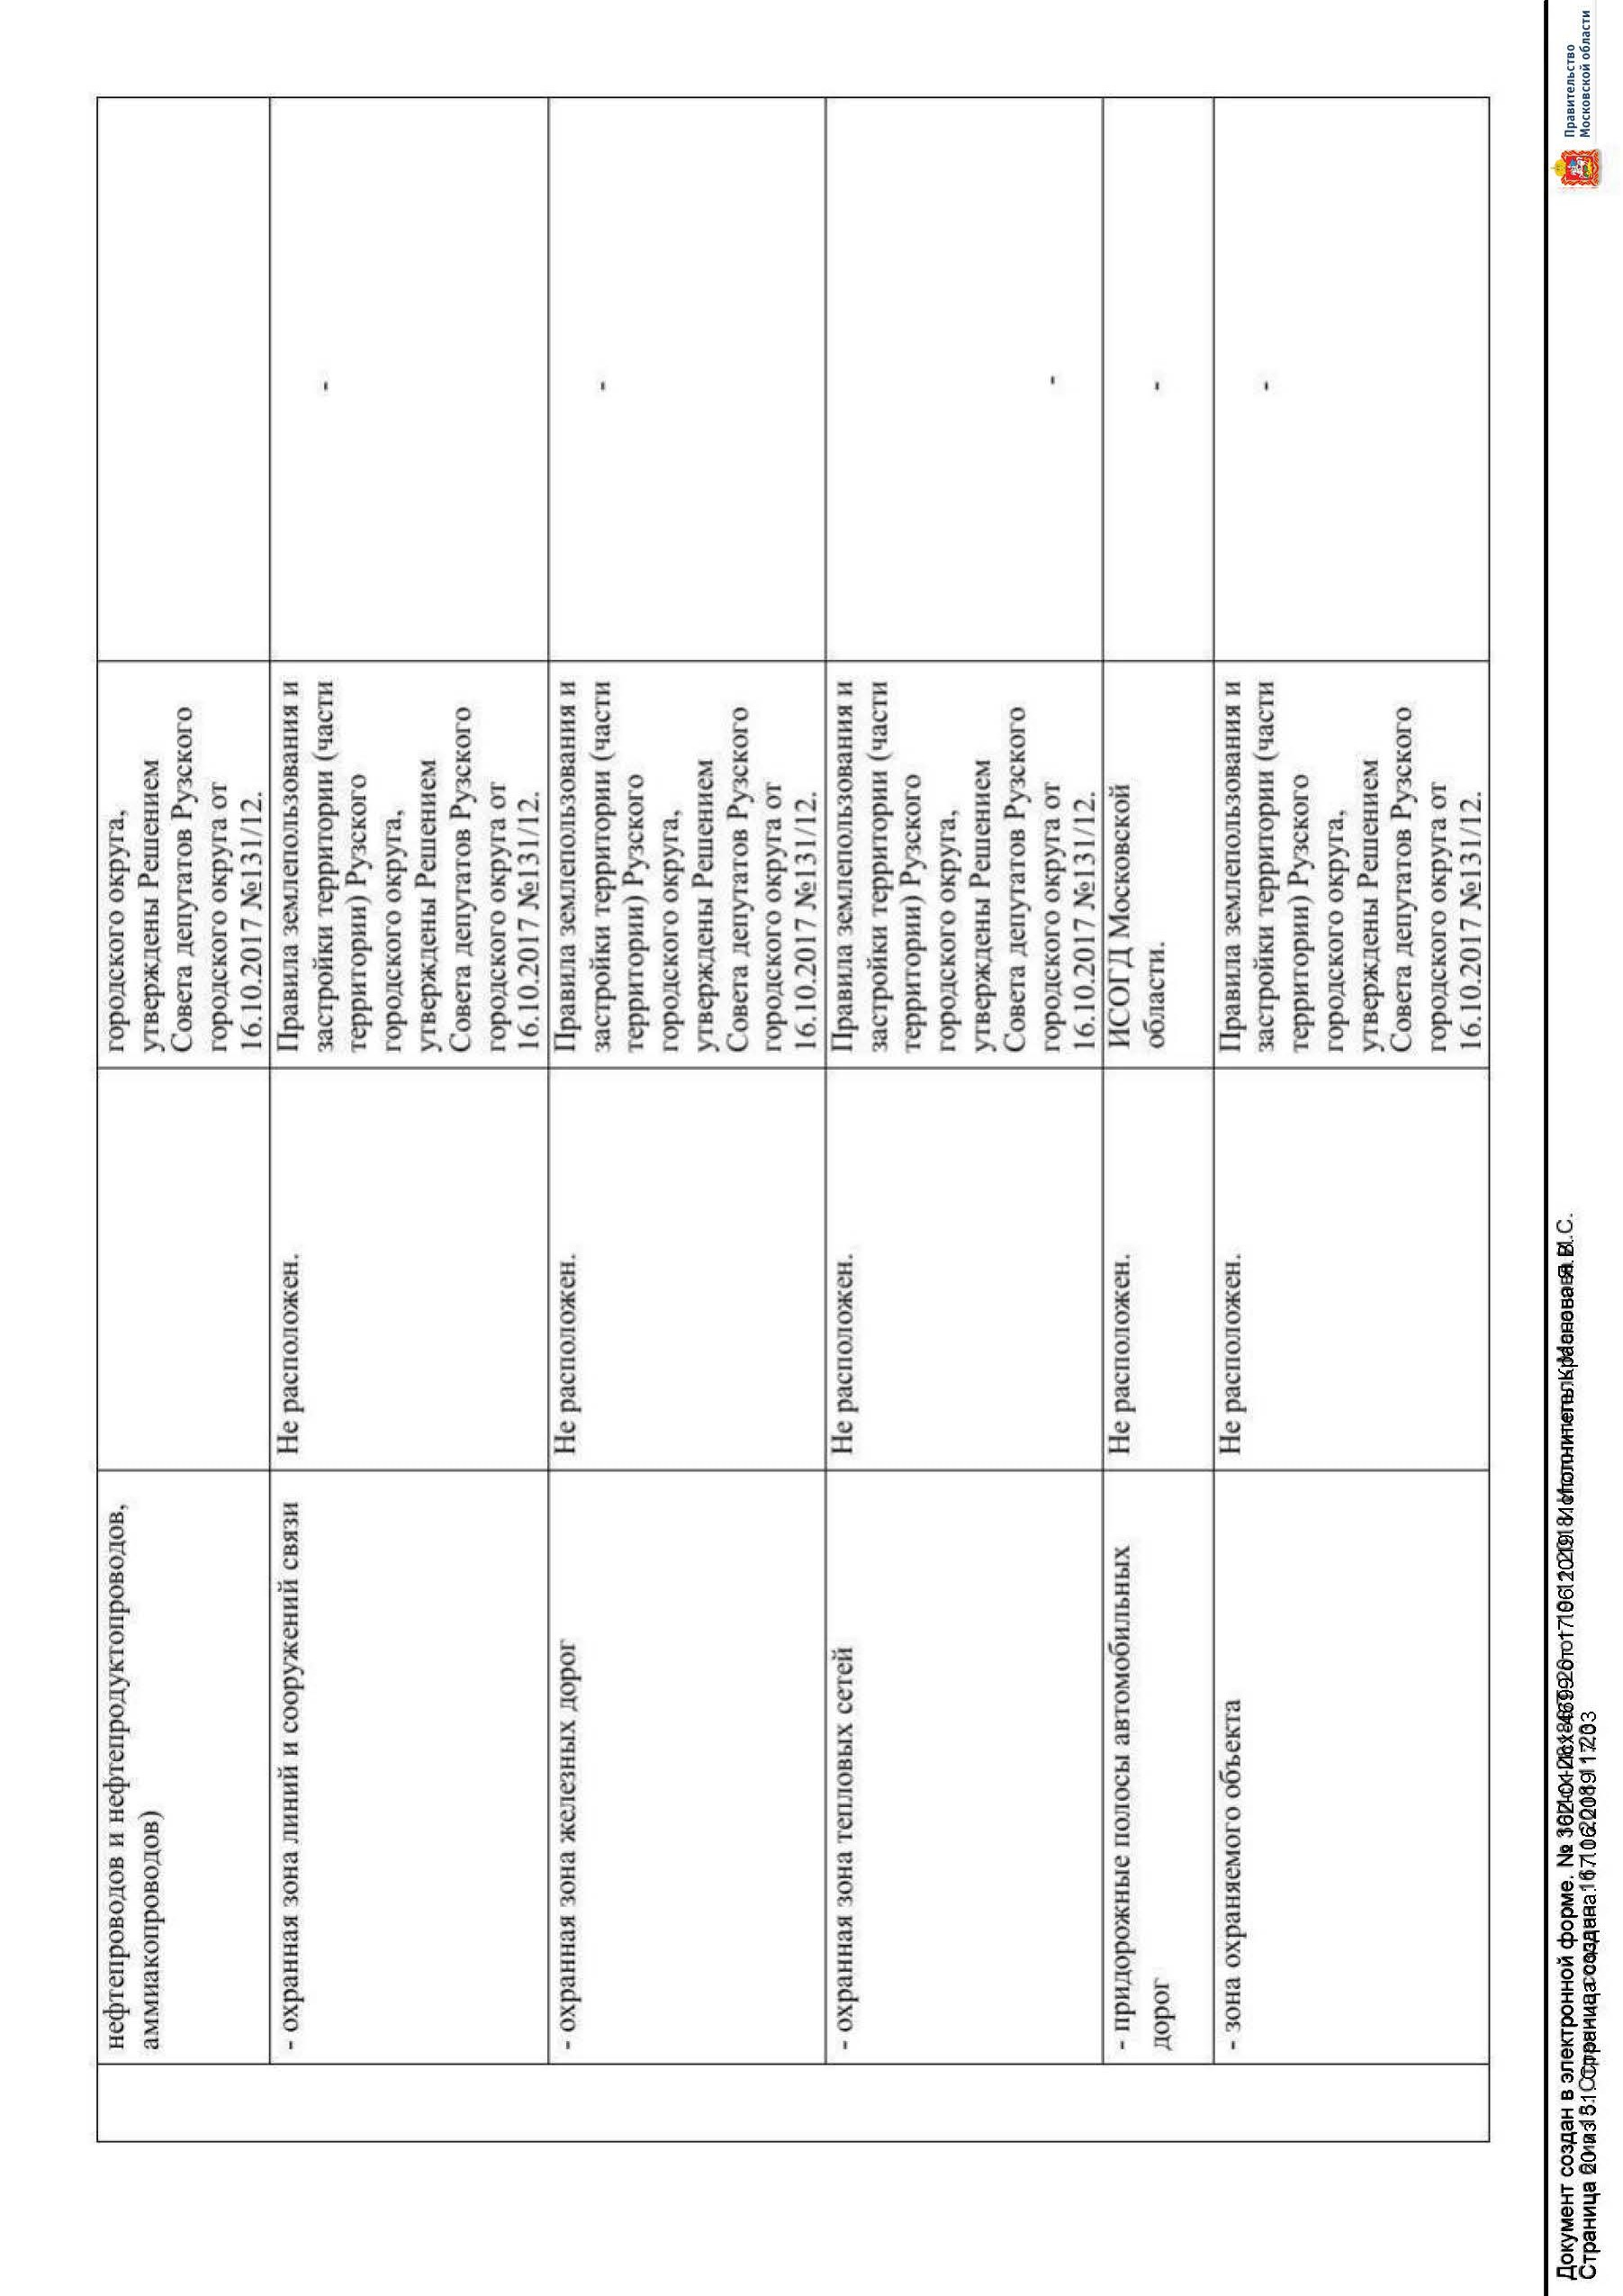 нефтепроводов и нефтепродуктопроводов,
аммиакопроводов)
городского округа,
утверждены Решением
Совета депутатов Рузского
городского округа от
16.10.2017 №131/12.
- охранная зона линий и сооружений связи
Не расположен.
Правила землепользования и
застройки территории (части
территории) Рузского
городского округа,
утверждены Решением
Совета депутатов Рузского
городского округа от
16.10.2017 №131/12.
-
- охранная зона железных дорог
Не расположен.
Правила землепользования и
застройки территории (части
территории) Рузского
городского округа,
утверждены Решением
Совета депутатов Рузского
городского округа от
16.10.2017 №131/12.
-
- охранная зона тепловых сетей
Не расположен.
Правила землепользования и
застройки территории (части
территории) Рузского
городского округа,
утверждены Решением
Совета депутатов Рузского
городского округа от
16.10.2017 №131/12.
-
- придорожные полосы автомобильных
дорог
Не расположен.
ИСОГД Московской
области.
-
- зона охраняемого объекта
Не расположен.
Правила землепользования и
застройки территории (части
территории) Рузского
городского округа,
утверждены Решением
Совета депутатов Рузского
городского округа от
16.10.2017 №131/12.
-
Документ создан в электронной форме. №
Страница
Правительство
Московской области